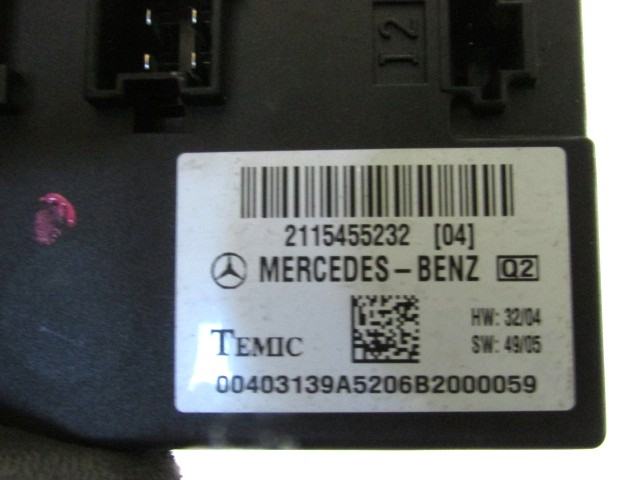 12
2115455232 [04]
MERCEDES-BENZ Q2
TEMIC
HW: 32/04
SW: 49/05
00403139A5206B2000059